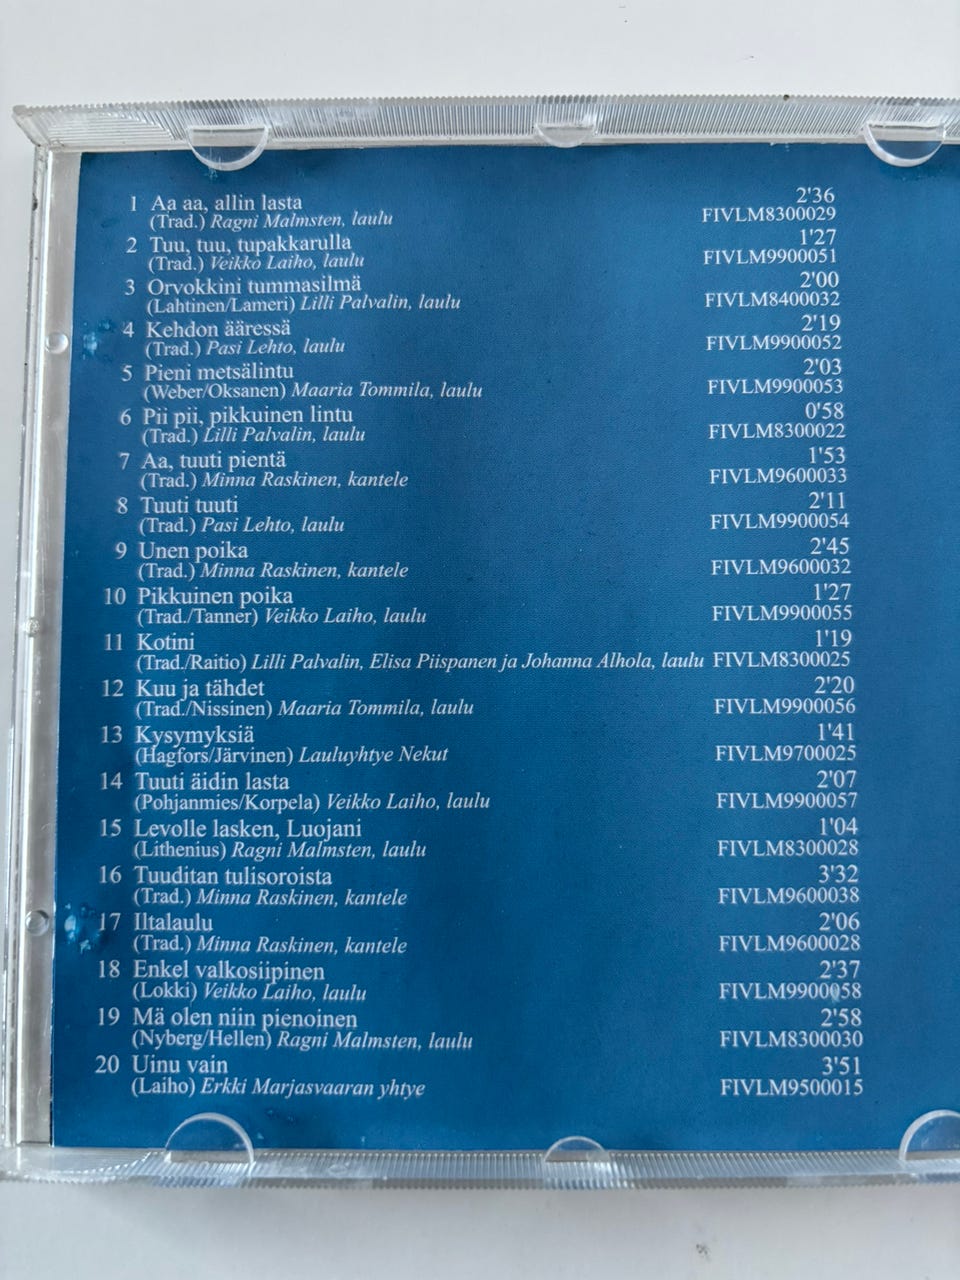 1 Aa aa, allin lasta 2'36
(Trad.) Ragni Malmsten, laulu FIVLM8300029
2 Tuu, tuu, tupakkarulla 1'27
(Trad.) Veikko Laiho, laulu FIVLM9900051
3 Orvokkini tummasilmä 2'00
(Lahtinen/Lameri) Lilli Palvalin, laulu FIVLM8400032
4 Kehdon ääressä 2'19
(Trad.) Pasi Lehto, laulu FIVLM9900052
5 Pieni metsälintu 2'03
(Weber/Oksanen) Maaria Tommila, laulu FIVLM9900053
6 Pii pii, pikkuinen lintu 0'58
(Trad.) Lilli Palvalin, laulu FIVLM8300022
7 Aa, tuuti pientä 1'53
(Trad.) Minna Raskinen, kantele FIVLM9600033
8 Tuuti tuuti 2'11
(Trad.) Pasi Lehto, laulu FIVLM9900054
9 Unen poika 2'45
(Trad.) Minna Raskinen, kantele FIVLM9600032
10 Pikkuinen poika 1'27
(Trad./Tanner) Veikko Laiho, laulu FIVLM9900055
11 Kotini 1'19
(Trad./Raitio) Lilli Palvalin, Elisa Piispanen ja Johanna Alhola, laulu FIVLM8300025
12 Kuu ja tähdet 2'20
(Trad./Nissinen) Maaria Tommila, laulu FIVLM9900056
13 Kysymyksiä 1'41
(Hagfors/Järvinen) Lauluyhtye Nekut FIVLM9700025
14 Tuuti äidin lasta 2'07
(Pohjanmies/Korpela) Veikko Laiho, laulu FIVLM9900057
15 Levolle lasken, Luojani 1'04
(Lithenius) Ragni Malmsten, laulu FIVLM8300028
16 Tuuditan tulisoroista 3'32
(Trad.) Minna Raskinen, kantele FIVLM9600038
17 Iltalaulu 2'06
(Trad.) Minna Raskinen, kantele FIVLM9600028
18 Enkel valkosiipinen 2'37
(Lokki) Veikko Laiho, laulu FIVLM9900058
19 Mä olen niin pienoinen 2'58
(Nyberg/Hellen) Ragni Malmsten, laulu FIVLM8300030
20 Uinu vain 3'51
(Laiho) Erkki Marjasvaaran yhtye FIVLM9500015